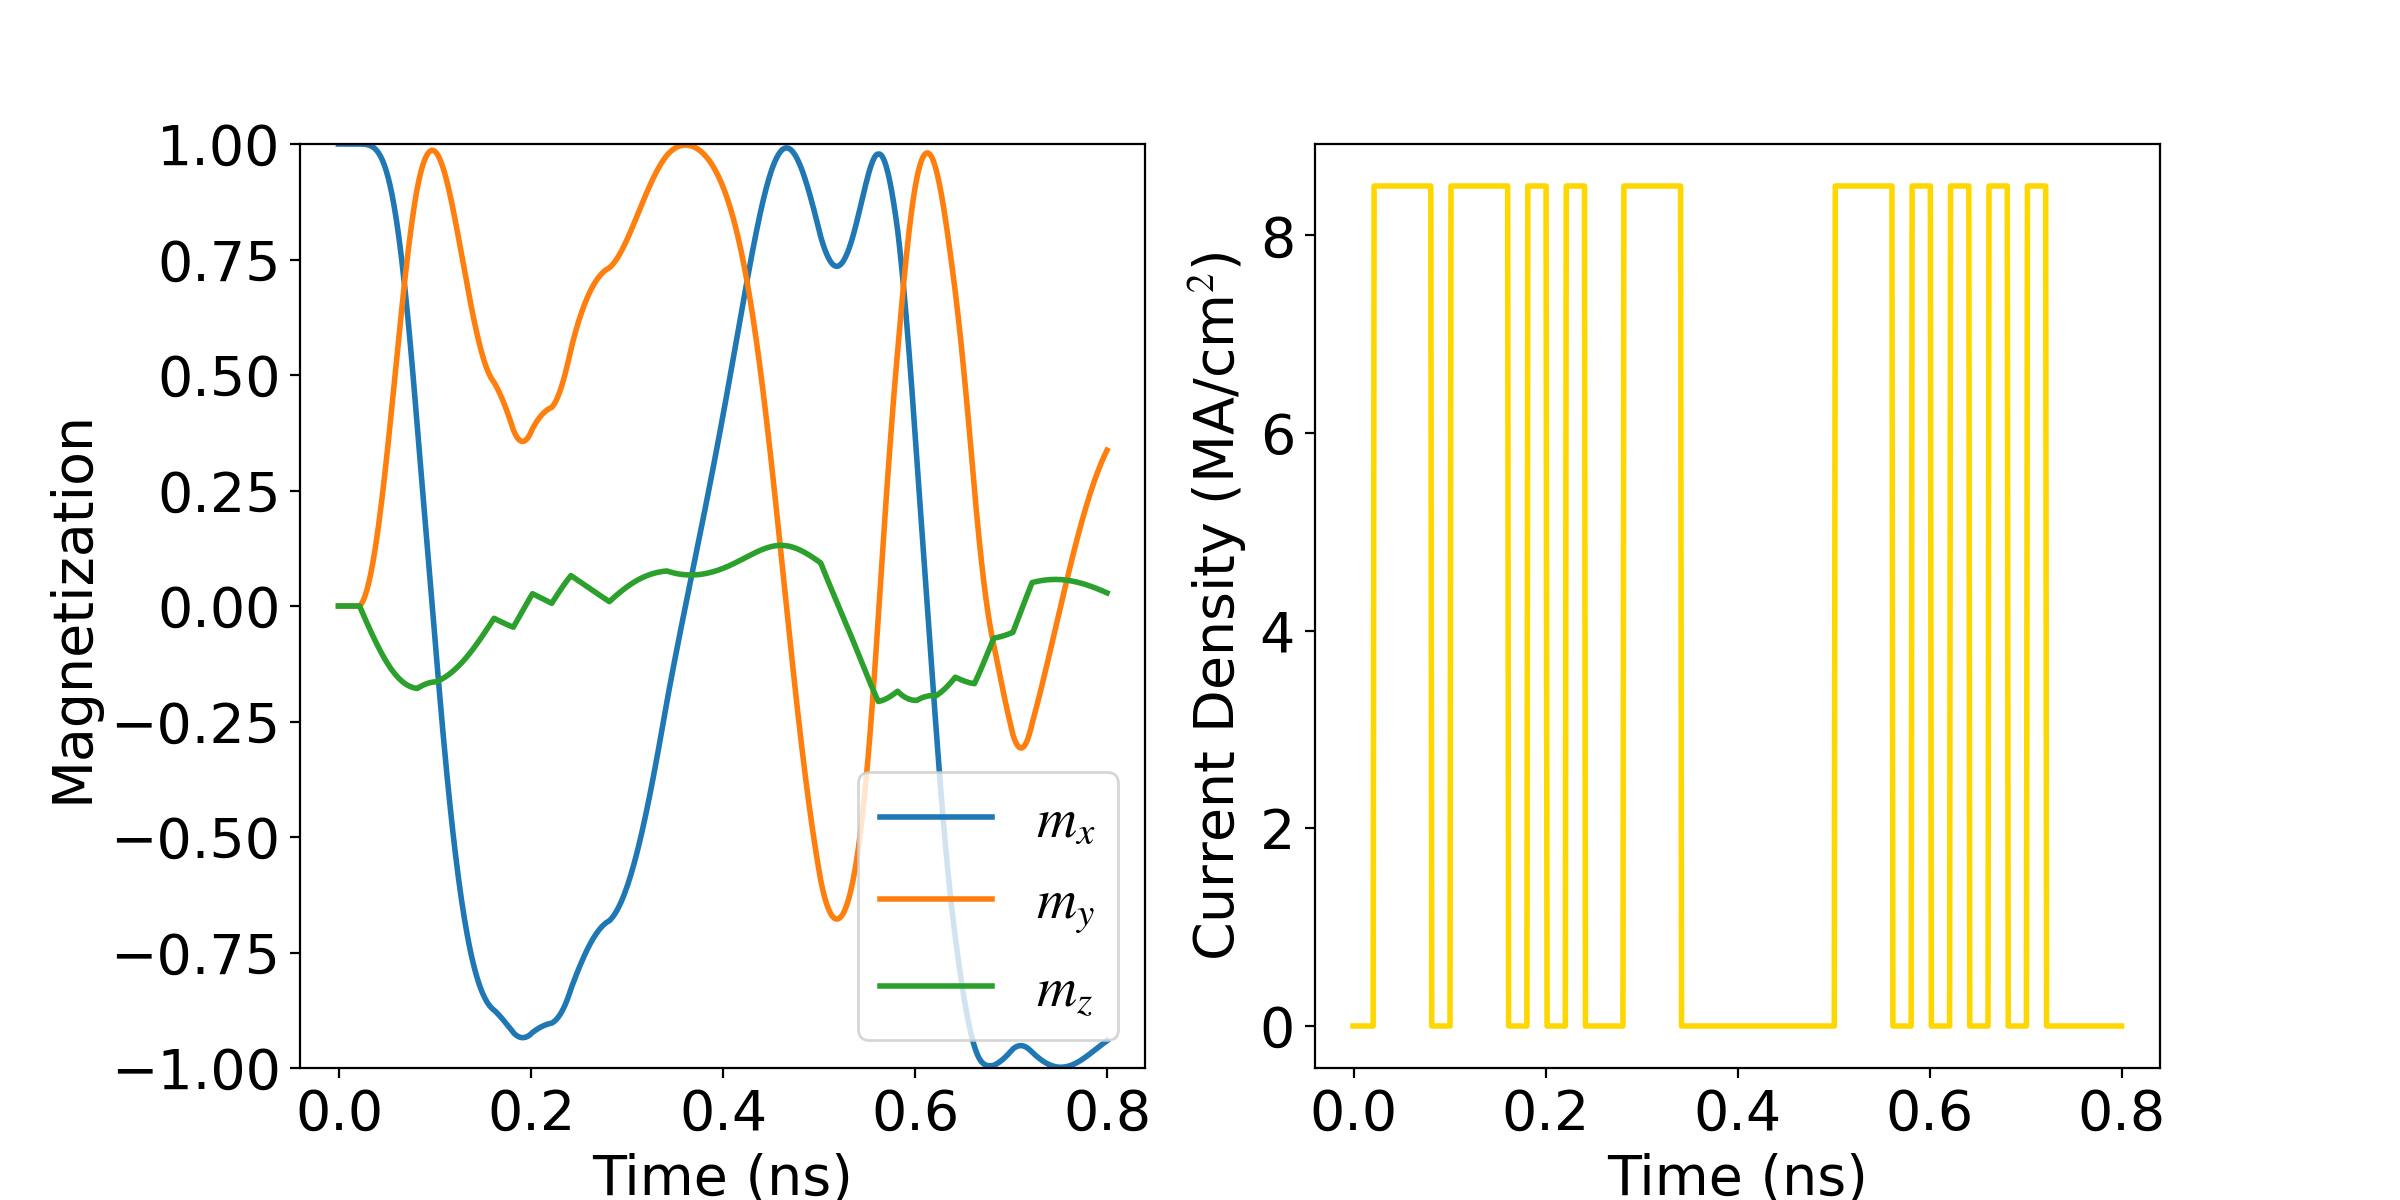 Magnetization
1.00
0.75
0.50
0.25
0.00
−0.25
−0.50
−0.75
−1.00
0.0 0.2 0.4 0.6 0.8
Time (ns)
m_x
m_y
m_z
Current Density (MA/cm²)
8
6
4
2
0
0.0 0.2 0.4 0.6 0.8
Time (ns)